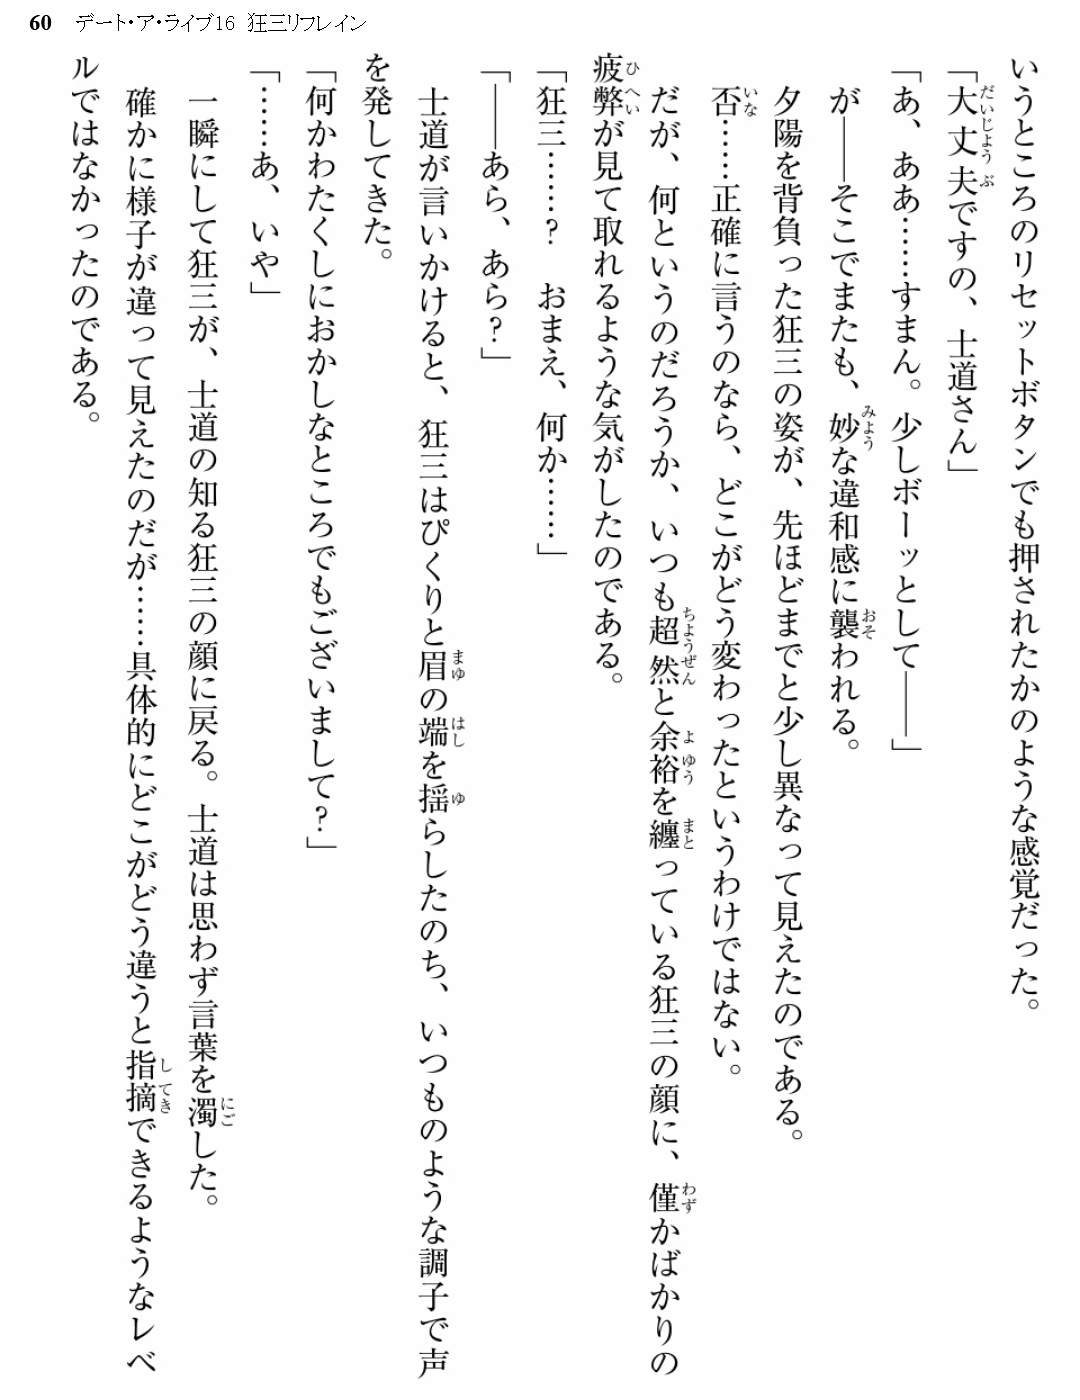 60 デート・ア・ライブ16 狂三リフレイン
いうところのリセットボタンでも押されたかのような感覚だった。
「大丈夫ですの、士道さん」
「あ、ああ……すまん。少しボーッとして――」
が――そこでまたも、妙な違和感に襲われる。
夕陽を背負った狂三の姿が、先ほどまでと少し異なって見えたのである。
否……正確に言うのなら、どこがどう変わったというわけではない。
だが、何というのだろうか、いつも超然と余裕を纏っている狂三の顔に、僅かばかりの
疲弊が見て取れるような気がしたのである。
「狂三……？　おまえ、何か……」
「――あら、あら？」
士道が言いかけると、狂三はぴくりと眉の端を揺らしたのち、いつものような調子で声
を発してきた。
「何かわたくしにおかしなところでもございまして？」
「……あ、いや」
一瞬にして狂三が、士道の知る狂三の顔に戻る。士道は思わず言葉を濁した。
確かに様子が違って見えたのだが……具体的にどこがどう違うと指摘できるようなレベ
ルではなかったのである。